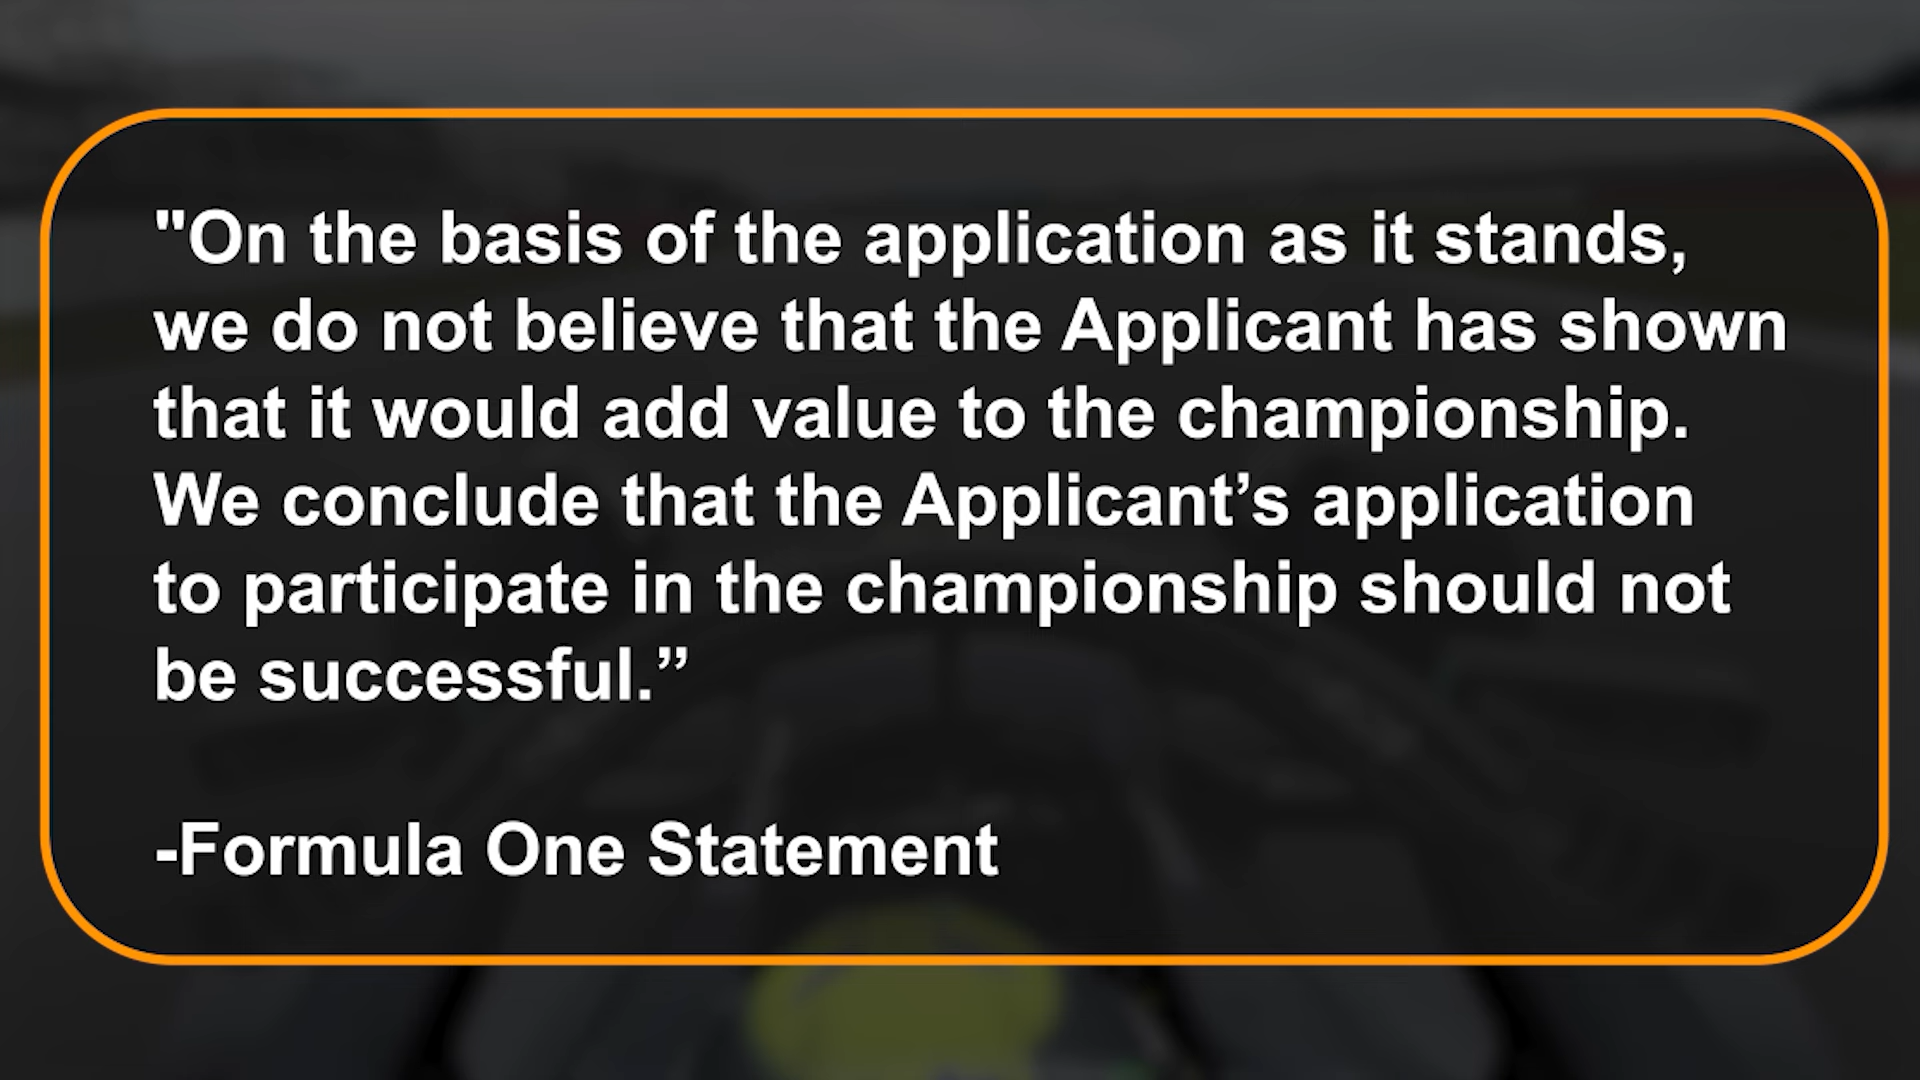 "On the basis of the application as it stands,
we do not believe that the Applicant has shown
that it would add value to the championship.
We conclude that the Applicant’s application
to participate in the championship should not
be successful.”
-Formula One Statement